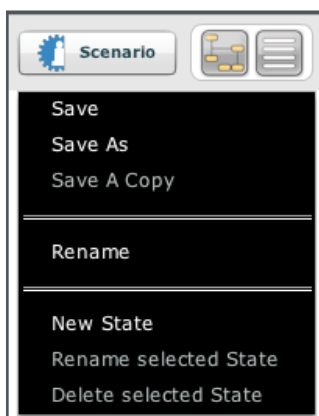 Scenario
Save
Save As
Save A Copy
Rename
New State
Rename selected State
Delete selected State